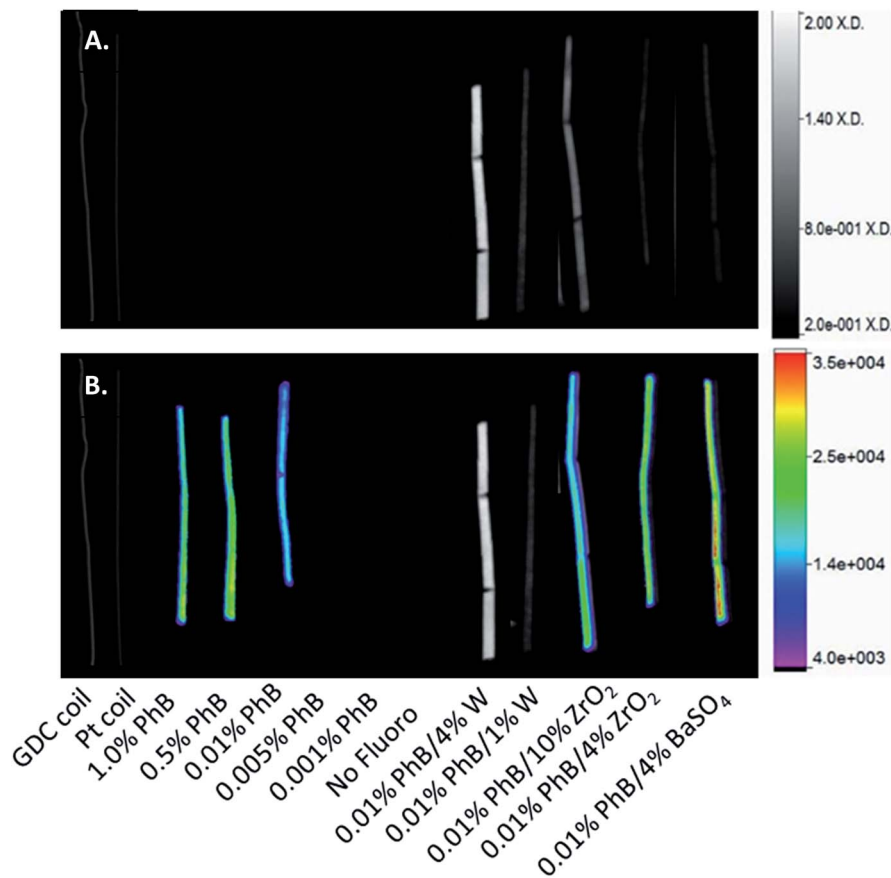 A.
2.00 X.D.
1.40 X.D.
8.0e-001 X.D.
2.0e-001 X.D.
B.
3.5e+004
2.5e+004
1.4e+004
4.0e+003
GDC coil
Pt coil
1.0% PhB
0.5% PhB
0.01% PhB
0.005% PhB
0.001% PhB
No Fluoro
0.01% PhB/4% W
0.01% PhB/1% W
0.01% PhB/10% ZrO₂
0.01% PhB/4% ZrO₂
0.01% PhB/4% BaSO₄